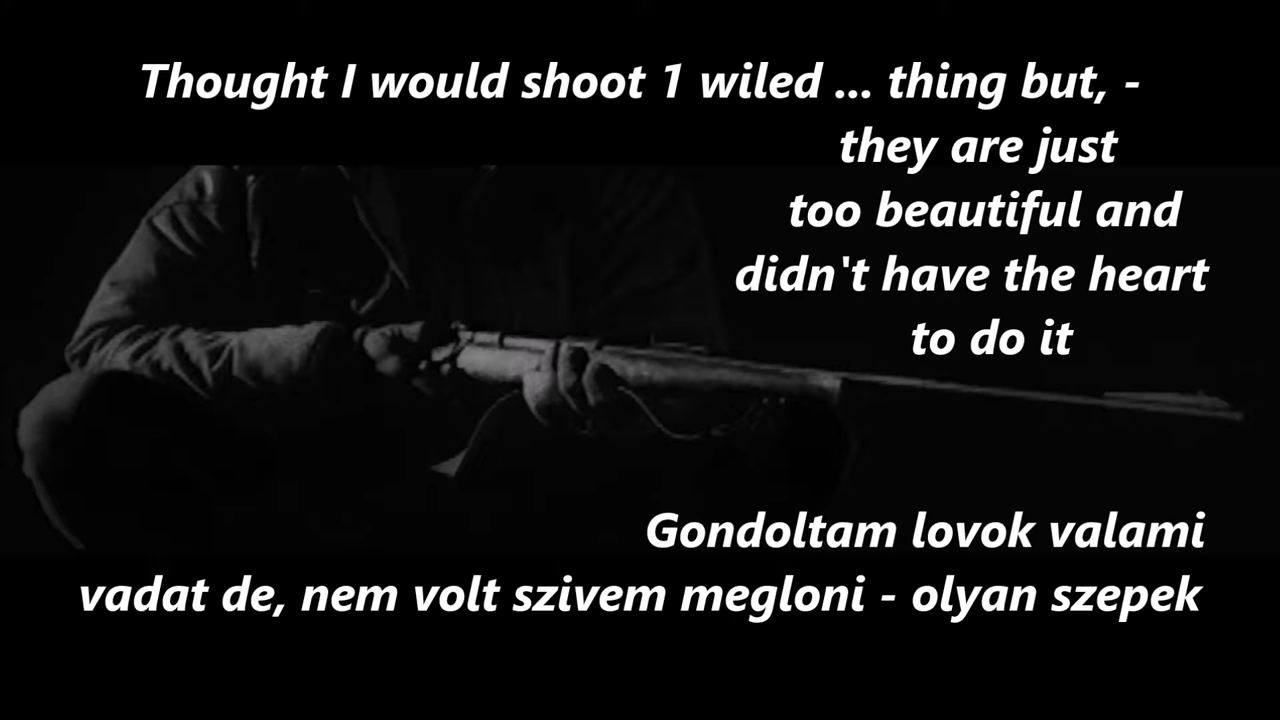 Thought I would shoot 1 wiled ... thing but, -
they are just
too beautiful and
didn't have the heart
to do it
Gondoltam lovok valami
vadat de, nem volt szivem megloni - olyan szepek